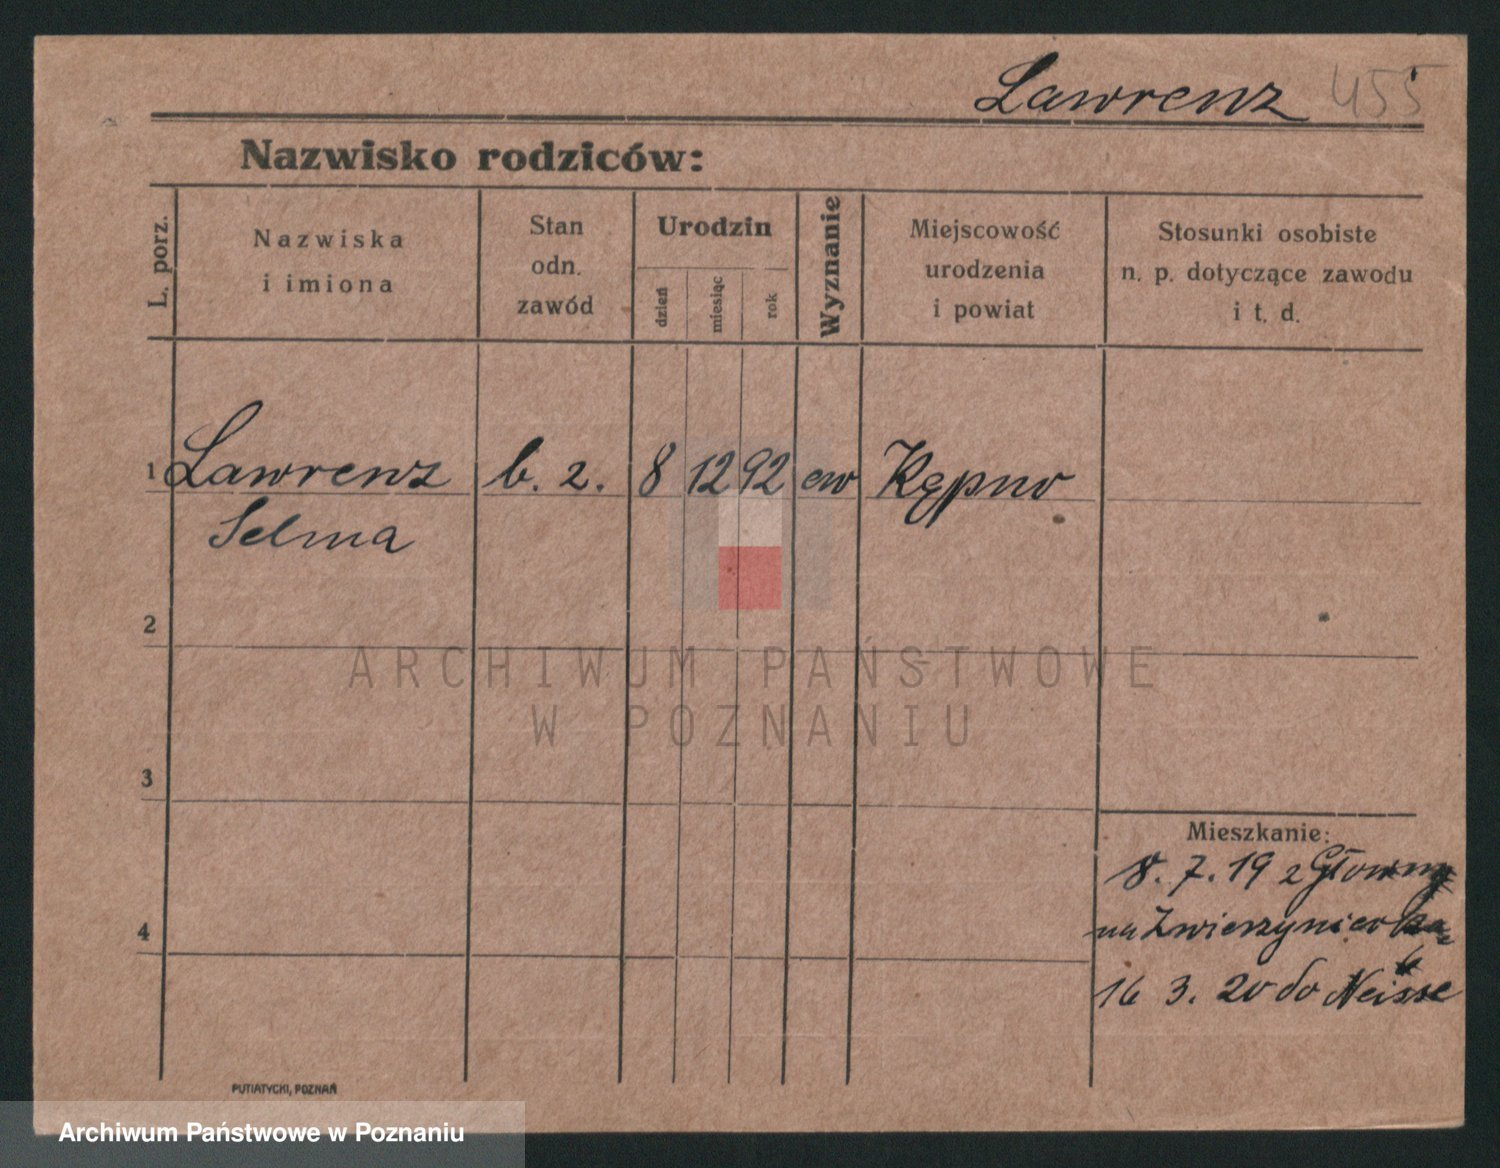 Lawrenz 455
Nazwisko rodziców:
L. porz.
Nazwiska
i imiona
Stan
odn.
zawód
Urodzin
dzień
miesiąc
rok
Wyznanie
Miejscowość
urodzenia
i powiat
Stosunki osobiste
n. p. dotyczące zawodu
i t. d.
1 Lawrenz b. z. 8 12 92 ew Kępno
Selma
2
ARCHIWUM PAŃSTWOWE
W POZNANIU
3
Mieszkanie:
8. 7. 19 z Główny
na Zwierzyniecka
6
4
16 3. 20 do Neisse
PUTIATYCKI, POZNAŃ
Archiwum Państwowe w Poznaniu